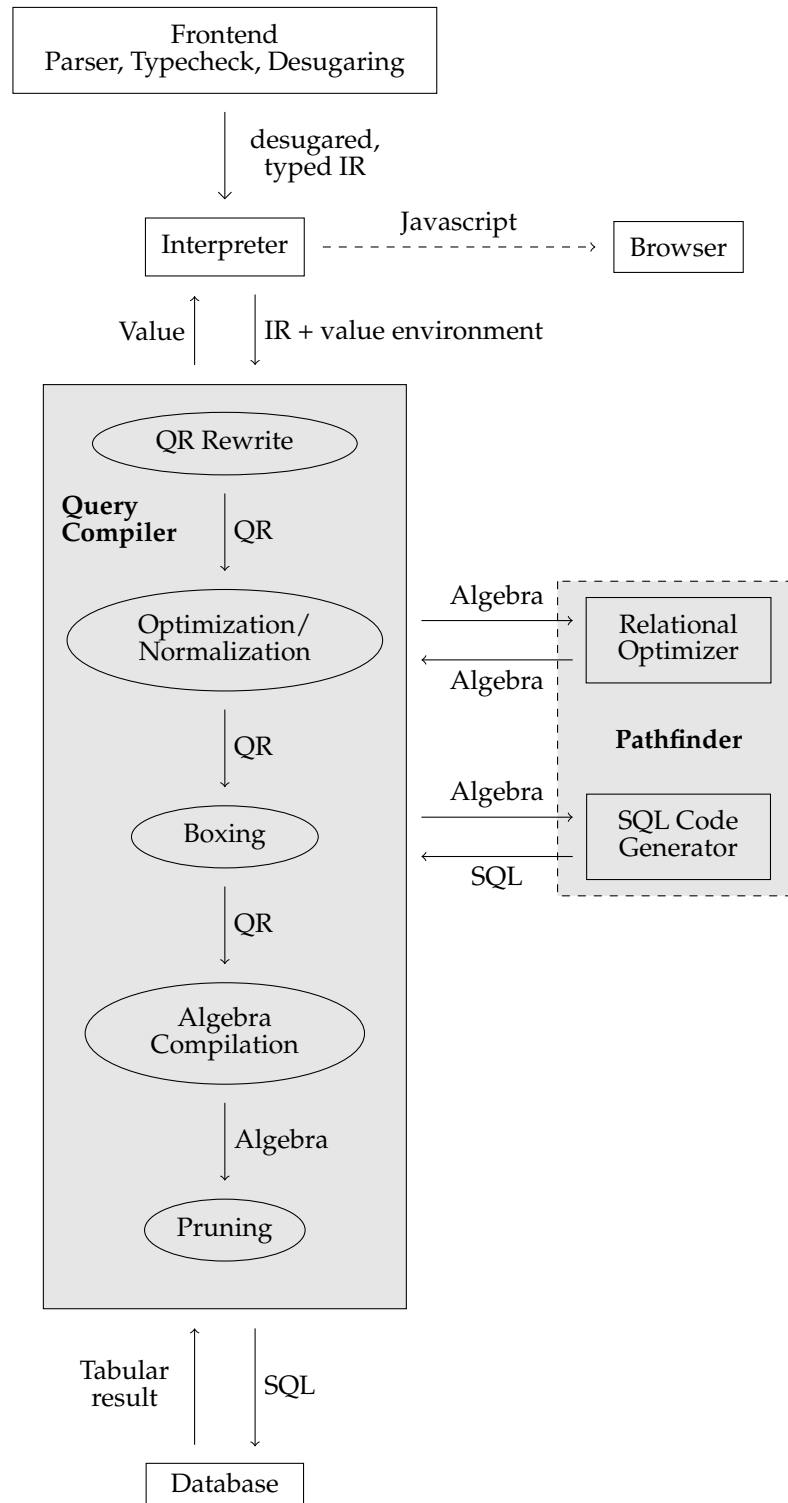 Frontend
Parser, Typecheck, Desugaring
desugared,
typed IR
Javascript
Interpreter
Browser
Value
IR + value environment
QR Rewrite
Query
Compiler
QR
Algebra
Optimization/
Normalization
Relational
Optimizer
Algebra
QR
Pathfinder
Algebra
Boxing
SQL Code
Generator
SQL
QR
Algebra
Compilation
Algebra
Pruning
Tabular
result
SQL
Database